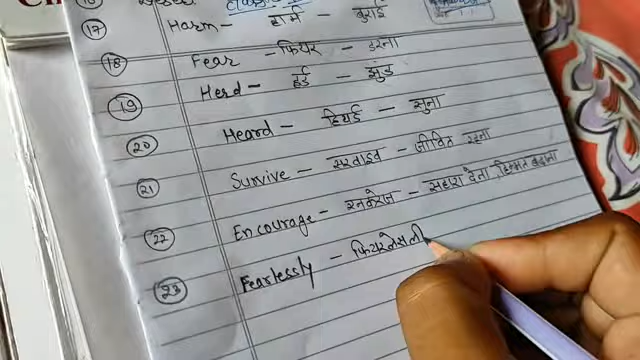 (17) Harm - हार्म - बुराई
(18) Fear - फियर - डरना
(19) Herd - हर्ड - झुंड
(20) Heard - हियर्ड - सुना
(21) Survive - सरवाइव - जीवित रहना
(22) Encourage - एनकरेज - सहारा देना, हिम्मत बढ़ाना
(23) Fearlessly - फियरलेसली